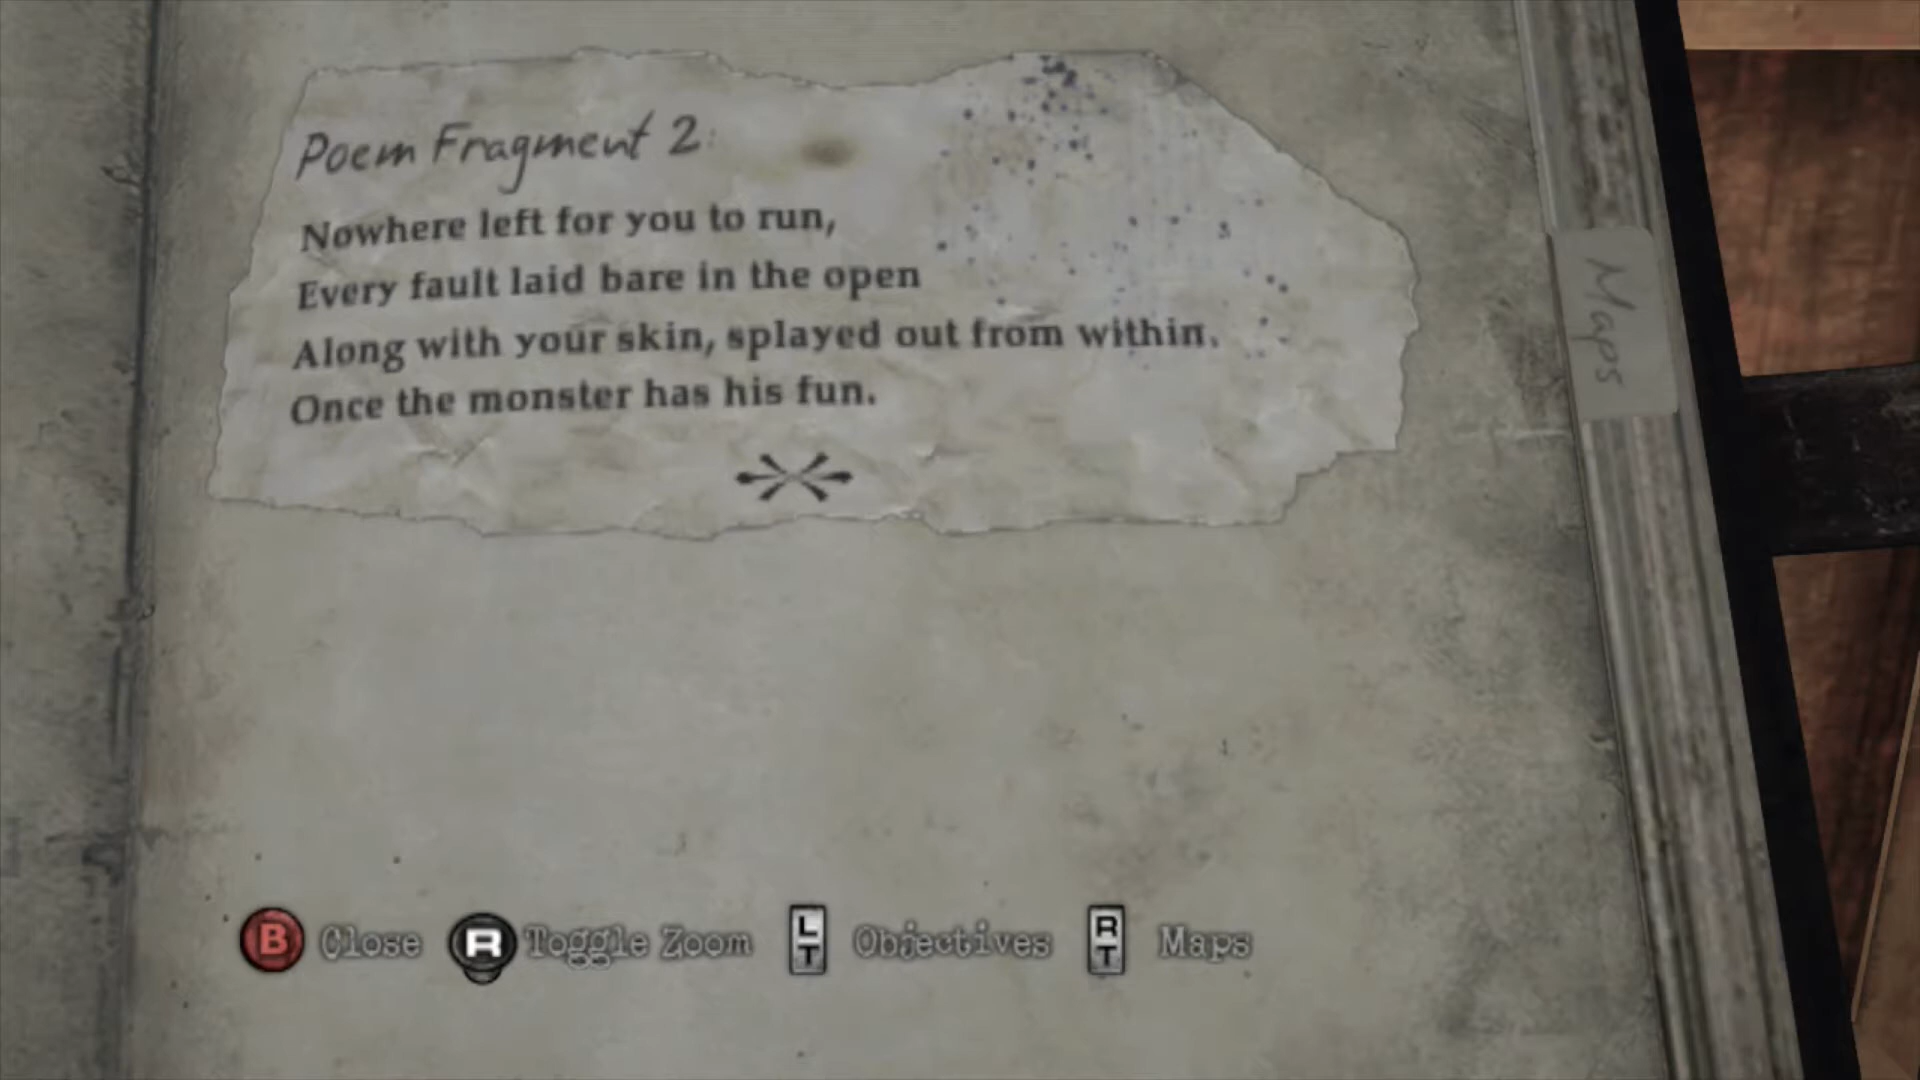 Poem Fragment 2:
Nowhere left for you to run,
Every fault laid bare in the open
Along with your skin, splayed out from within.
Once the monster has his fun.
Maps
B Close R Toggle Zoom LT Objectives RT Maps